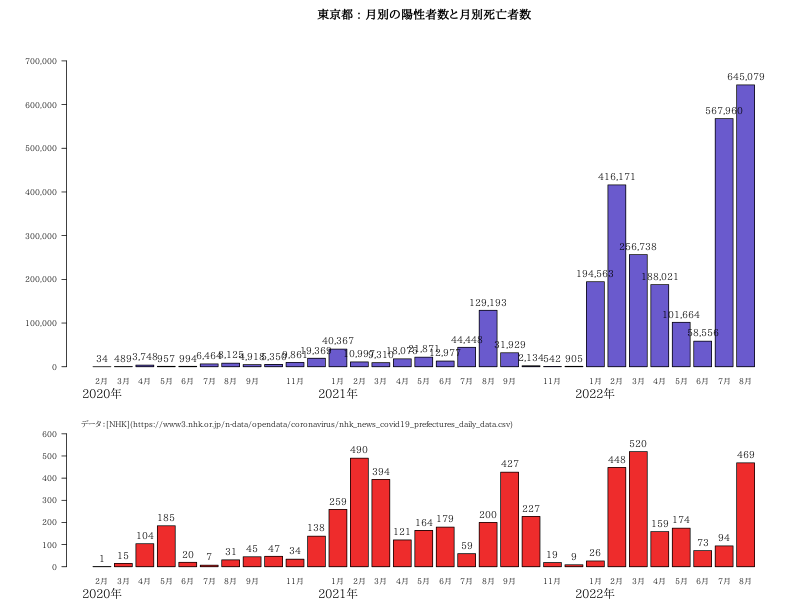 東京都：月別の陽性者数と月別死亡者数
700,000
600,000
500,000
400,000
300,000
200,000
100,000
0
34 489 3,748 957 994 6,464 8,125 4,918 5,350 9,861 19,369 40,367 10,997 9,310 18,075 21,871 12,977 44,448 129,193 31,929 2,134 542 905 194,563 416,171 256,738 188,021 101,664 58,556 567,960 645,079
2月 3月 4月 5月 6月 7月 8月 9月 11月 1月 2月 3月 4月 5月 6月 7月 8月 9月 11月 1月 2月 3月 4月 5月 6月 7月 8月
2020年 2021年 2022年
データ：[NHK](https://www3.nhk.or.jp/n-data/opendata/coronavirus/nhk_news_covid19_prefectures_daily_data.csv)
600
500
400
300
200
100
0
1 15 104 185 20 7 31 45 47 34 138 259 490 394 121 164 179 59 200 427 227 19 9 26 448 520 159 174 73 94 469
2月 3月 4月 5月 6月 7月 8月 9月 11月 1月 2月 3月 4月 5月 6月 7月 8月 9月 11月 1月 2月 3月 4月 5月 6月 7月 8月
2020年 2021年 2022年